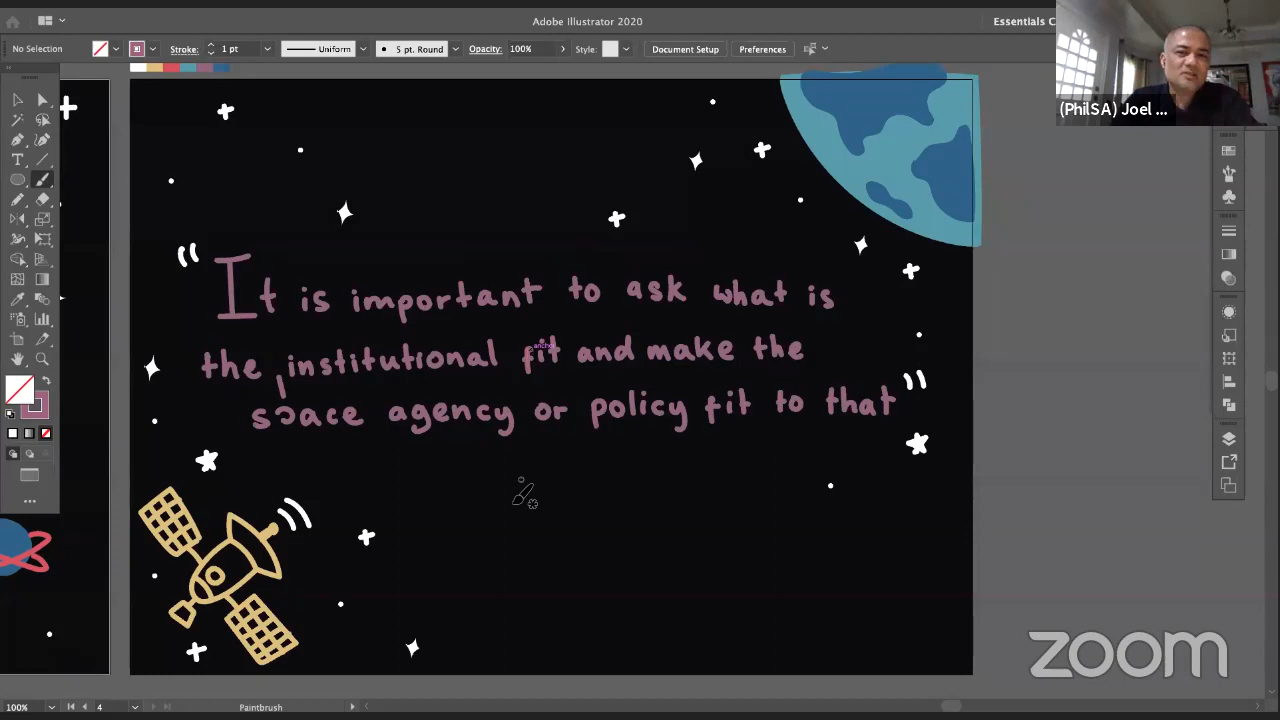 Adobe Illustrator 2020
Essentials C
No Selection
Stroke:
1 pt
Uniform
5 pt. Round
Opacity:
100%
Style:
Document Setup
Preferences
(PhilSA) Joel ...
" It is important to ask what is
the institutional fit and make the
space agency or policy fit to that "
anchor
100%
4
Paintbrush
zoom